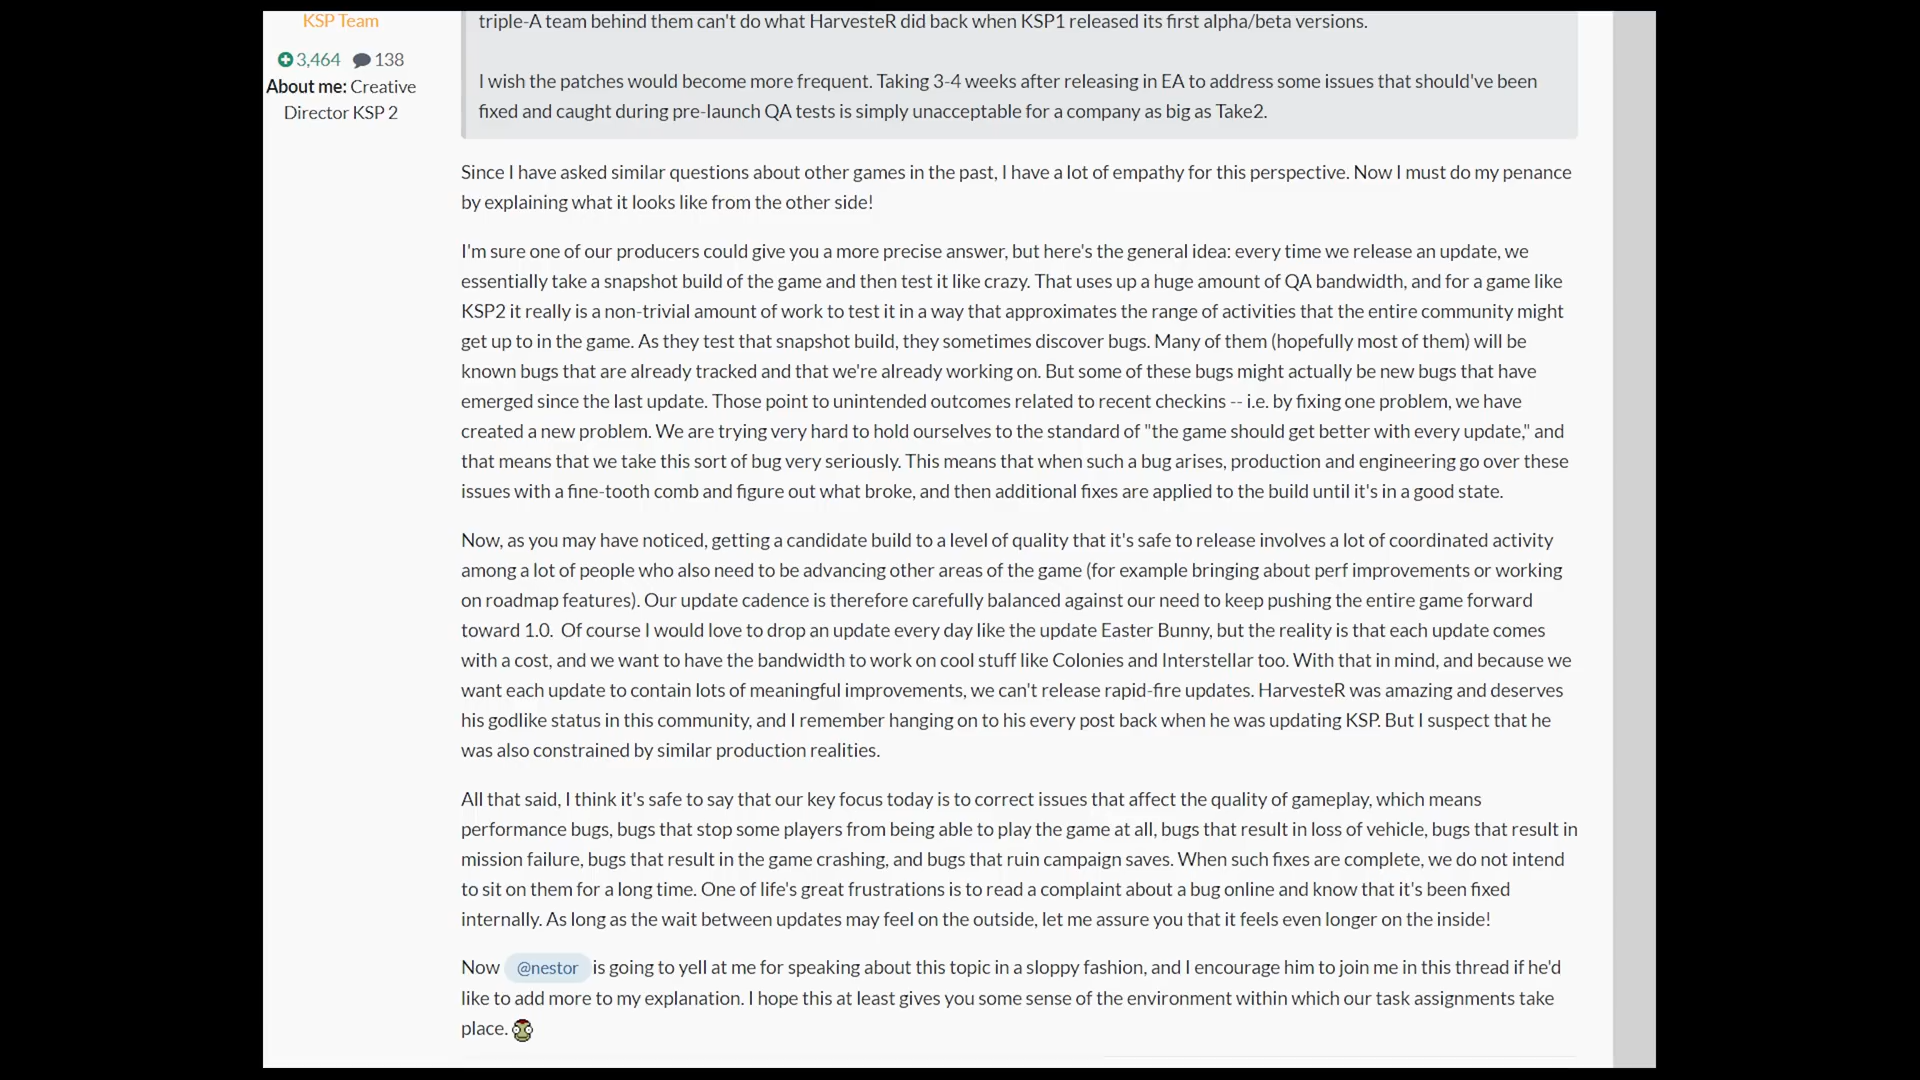 KSP Team
3,464 138
About me: Creative
Director KSP 2
triple-A team behind them can't do what HarvesteR did back when KSP1 released its first alpha/beta versions.
I wish the patches would become more frequent. Taking 3-4 weeks after releasing in EA to address some issues that should've been
fixed and caught during pre-launch QA tests is simply unacceptable for a company as big as Take2.
Since I have asked similar questions about other games in the past, I have a lot of empathy for this perspective. Now I must do my penance
by explaining what it looks like from the other side!
I'm sure one of our producers could give you a more precise answer, but here's the general idea: every time we release an update, we
essentially take a snapshot build of the game and then test it like crazy. That uses up a huge amount of QA bandwidth, and for a game like
KSP2 it really is a non-trivial amount of work to test it in a way that approximates the range of activities that the entire community might
get up to in the game. As they test that snapshot build, they sometimes discover bugs. Many of them (hopefully most of them) will be
known bugs that are already tracked and that we're already working on. But some of these bugs might actually be new bugs that have
emerged since the last update. Those point to unintended outcomes related to recent checkins -- i.e. by fixing one problem, we have
created a new problem. We are trying very hard to hold ourselves to the standard of "the game should get better with every update," and
that means that we take this sort of bug very seriously. This means that when such a bug arises, production and engineering go over these
issues with a fine-tooth comb and figure out what broke, and then additional fixes are applied to the build until it's in a good state.
Now, as you may have noticed, getting a candidate build to a level of quality that it's safe to release involves a lot of coordinated activity
among a lot of people who also need to be advancing other areas of the game (for example bringing about perf improvements or working
on roadmap features). Our update cadence is therefore carefully balanced against our need to keep pushing the entire game forward
toward 1.0. Of course I would love to drop an update every day like the update Easter Bunny, but the reality is that each update comes
with a cost, and we want to have the bandwidth to work on cool stuff like Colonies and Interstellar too. With that in mind, and because we
want each update to contain lots of meaningful improvements, we can't release rapid-fire updates. HarvesteR was amazing and deserves
his godlike status in this community, and I remember hanging on to his every post back when he was updating KSP. But I suspect that he
was also constrained by similar production realities.
All that said, I think it's safe to say that our key focus today is to correct issues that affect the quality of gameplay, which means
performance bugs, bugs that stop some players from being able to play the game at all, bugs that result in loss of vehicle, bugs that result in
mission failure, bugs that result in the game crashing, and bugs that ruin campaign saves. When such fixes are complete, we do not intend
to sit on them for a long time. One of life's great frustrations is to read a complaint about a bug online and know that it's been fixed
internally. As long as the wait between updates may feel on the outside, let me assure you that it feels even longer on the inside!
Now @nestor is going to yell at me for speaking about this topic in a sloppy fashion, and I encourage him to join me in this thread if he'd
like to add more to my explanation. I hope this at least gives you some sense of the environment within which our task assignments take
place.